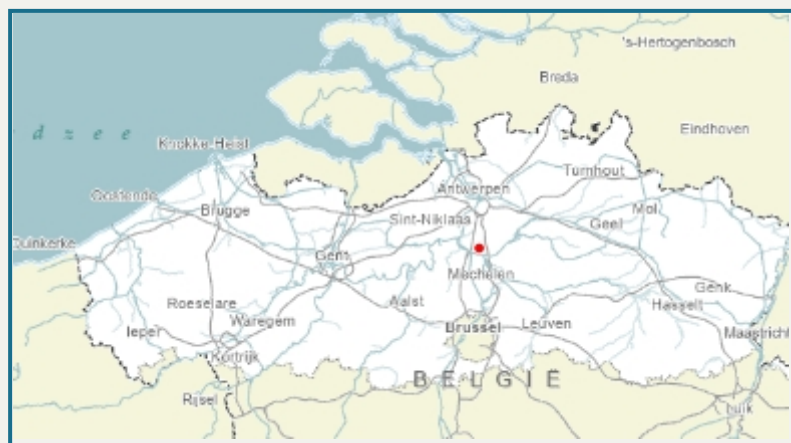 's-Hertogenbosch
Breda
d z e e
Eindhoven
Knokke-Heist
Turnhout
Antwerpen
Oostende
Mol
Brugge
Sint-Niklaas
Geel
Duinkerke
Gent
Mechelen
Genk
Roeselare
Aalst
Hasselt
Waregem
Ieper
Brussel
Leuven
Maastricht
Kortrijk
BELGIË
Rijsel
Luik